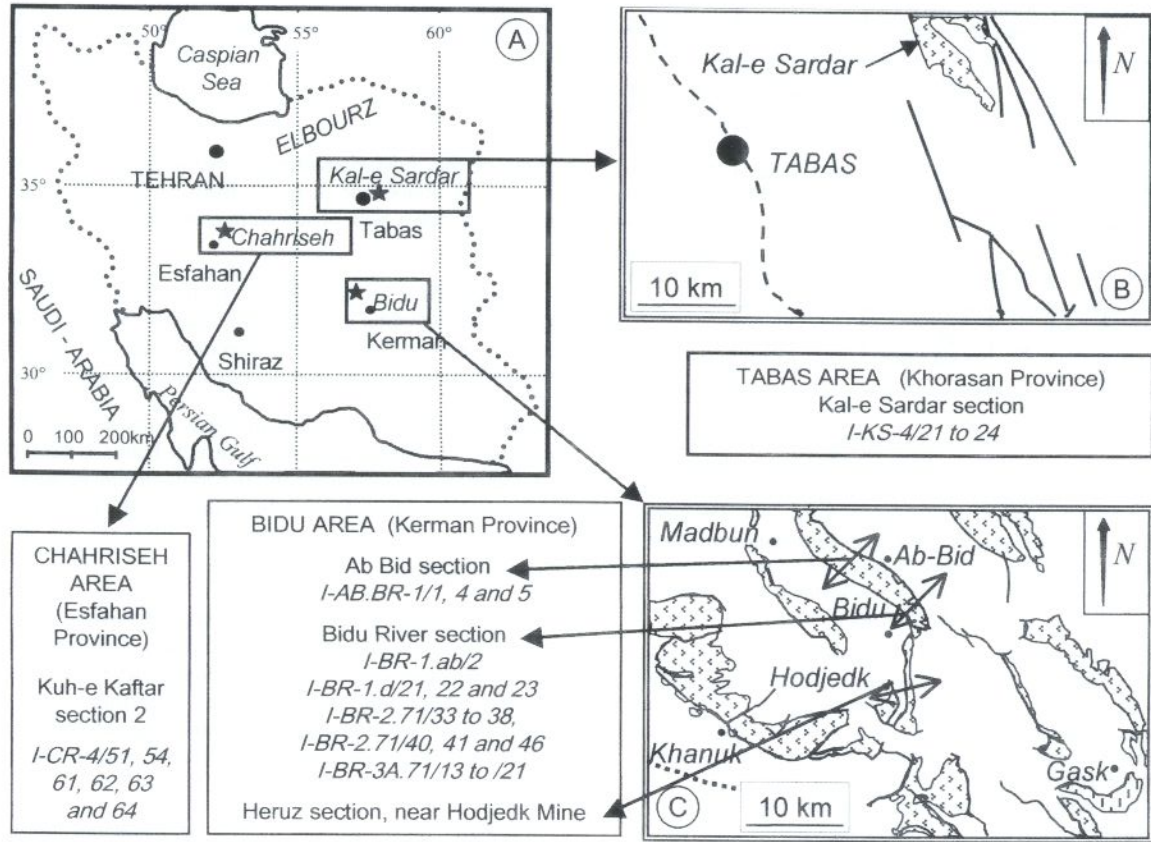 50°
55°
60°
A
Caspian
Sea
ELBOURZ
TEHRAN
35°
Kal-e Sardar
Tabas
Chahriseh
Esfahan
Bidu
Kerman
Shiraz
30°
SAUDI - ARABIA
Persian Gulf
0 100 200km
Kal-e Sardar
N
TABAS
10 km
B
TABAS AREA (Khorasan Province)
Kal-e Sardar section
I-KS-4/21 to 24
CHAHRISEH
AREA
(Esfahan
Province)
Kuh-e Kaftar
section 2
I-CR-4/51, 54,
61, 62, 63
and 64
BIDU AREA (Kerman Province)
Ab Bid section
I-AB.BR-1/1, 4 and 5
Bidu River section
I-BR-1.ab/2
I-BR-1.d/21, 22 and 23
I-BR-2.71/33 to 38,
I-BR-2.71/40, 41 and 46
I-BR-3A.71/13 to /21
Heruz section, near Hodjedk Mine
Madbun
Ab-Bid
N
Bidu
Hodjedk
Khanuk
Gask
C
10 km